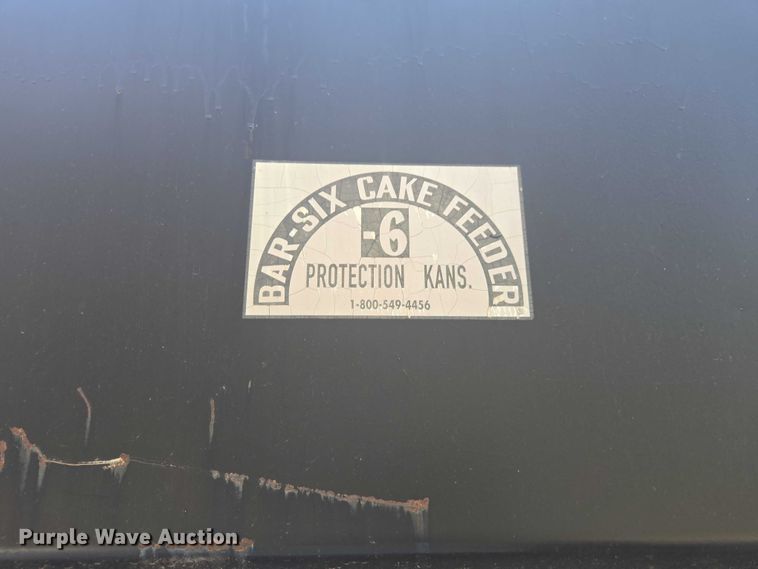 BAR-SIX CAKE FEEDER
-6
PROTECTION KANS.
1-800-549-4456
Purple Wave Auction